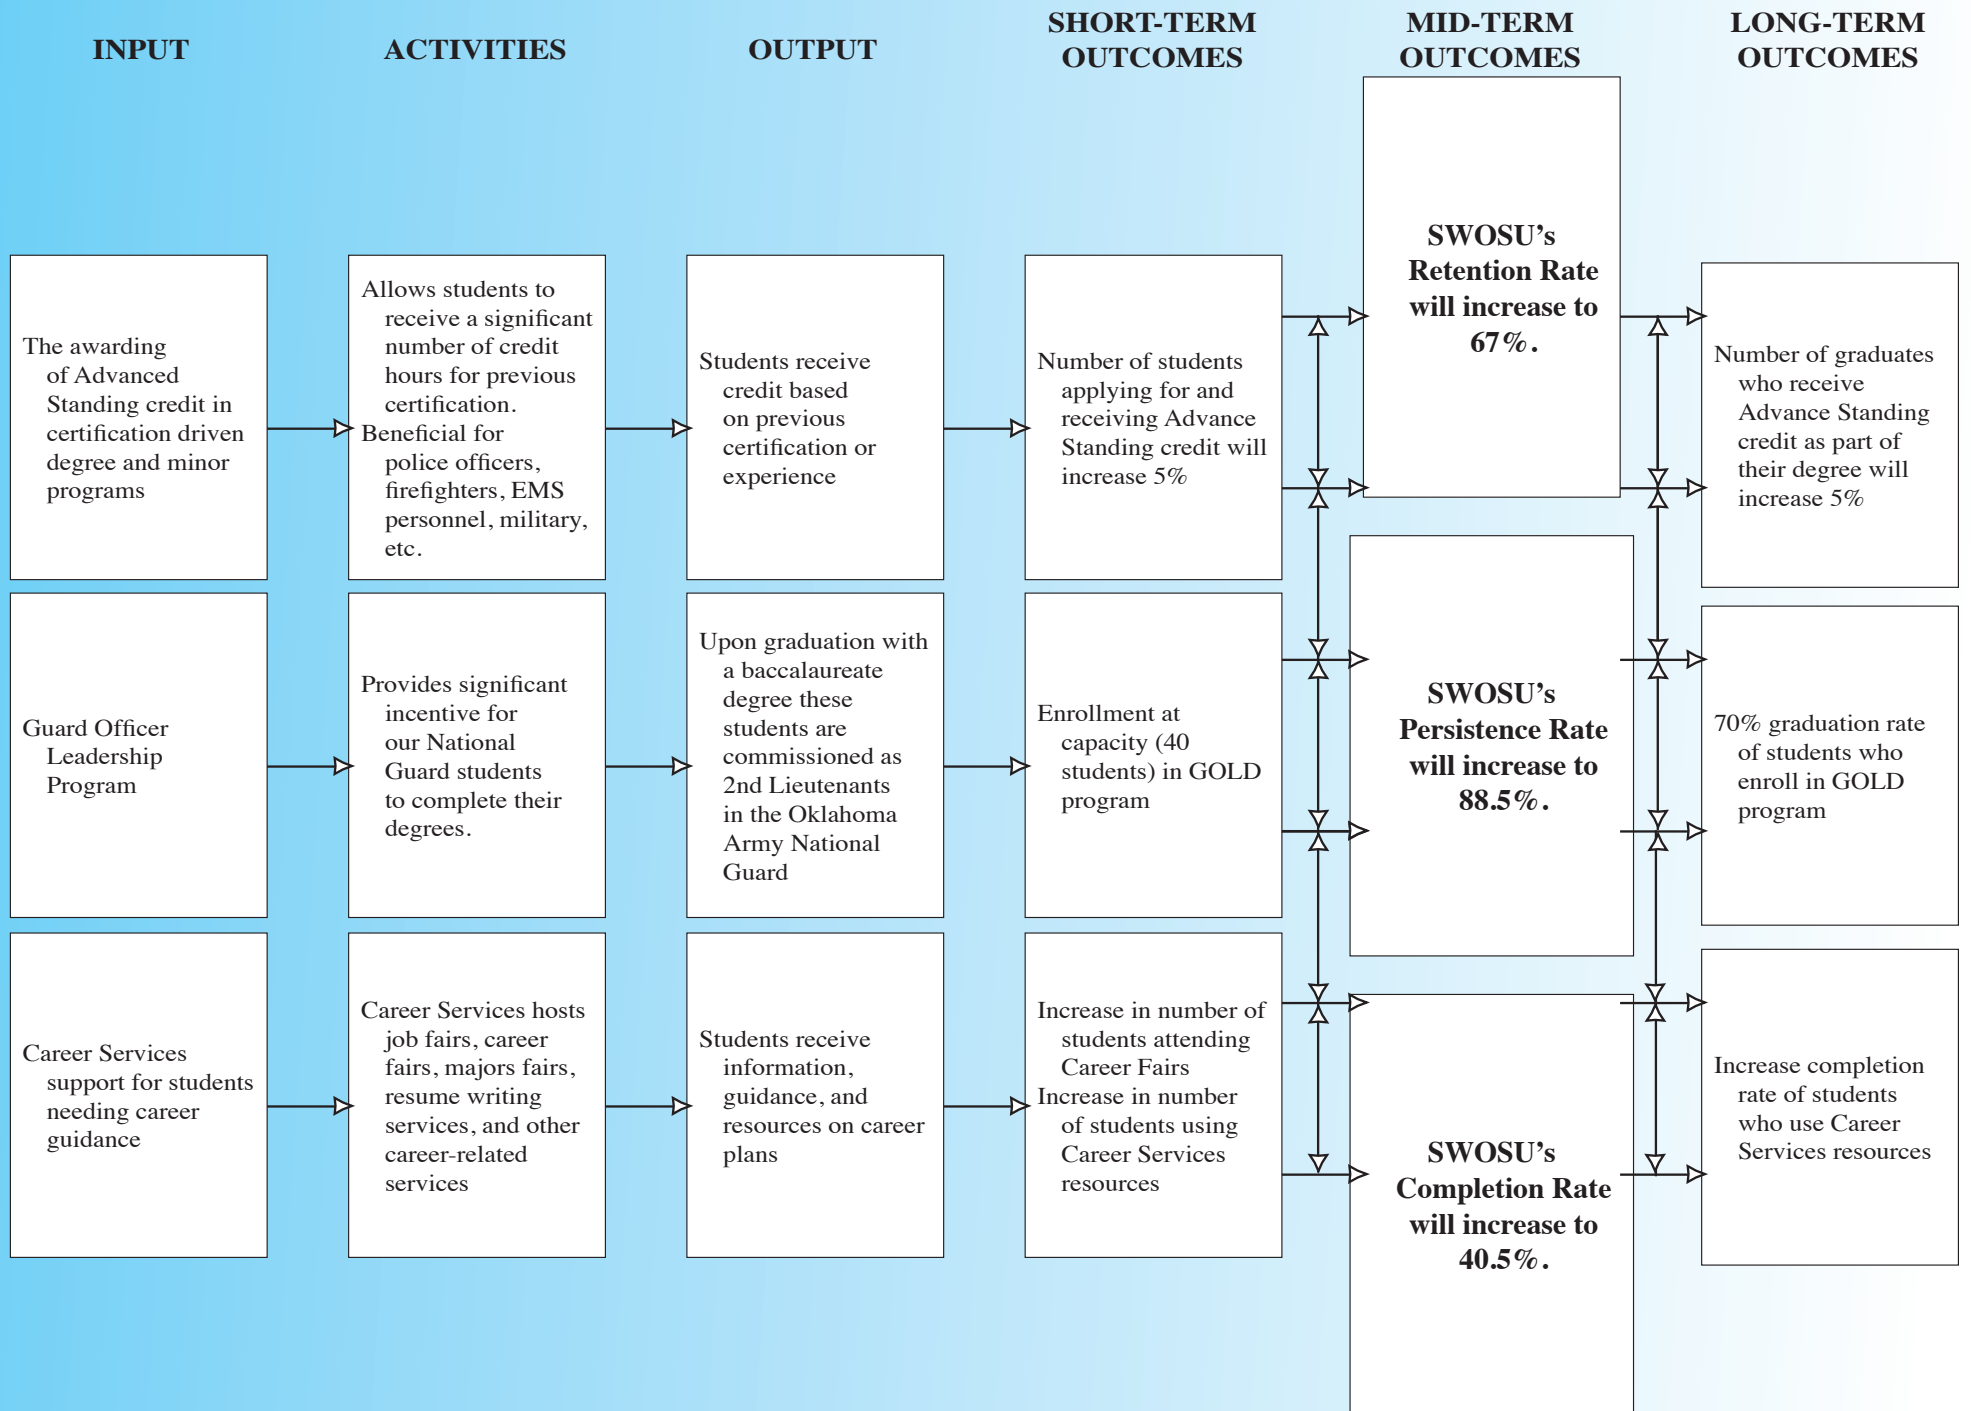 INPUT
ACTIVITIES
OUTPUT
SHORT-TERM
OUTCOMES
MID-TERM
OUTCOMES
LONG-TERM
OUTCOMES
The awarding
of Advanced
Standing credit in
certification driven
degree and minor
programs
Allows students to
receive a significant
number of credit
hours for previous
certification.
Beneficial for
police officers,
firefighters, EMS
personnel, military,
etc.
Students receive
credit based
on previous
certification or
experience
Number of students
applying for and
receiving Advance
Standing credit will
increase 5%
SWOSU’s
Retention Rate
will increase to
67%.
Number of graduates
who receive
Advance Standing
credit as part of
their degree will
increase 5%
Guard Officer
Leadership
Program
Provides significant
incentive for
our National
Guard students
to complete their
degrees.
Upon graduation with
a baccalaureate
degree these
students are
commissioned as
2nd Lieutenants
in the Oklahoma
Army National
Guard
Enrollment at
capacity (40
students) in GOLD
program
SWOSU’s
Persistence Rate
will increase to
88.5%.
70% graduation rate
of students who
enroll in GOLD
program
Career Services
support for students
needing career
guidance
Career Services hosts
job fairs, career
fairs, majors fairs,
resume writing
services, and other
career-related
services
Students receive
information,
guidance, and
resources on career
plans
Increase in number of
students attending
Career Fairs
Increase in number
of students using
Career Services
resources
SWOSU’s
Completion Rate
will increase to
40.5%.
Increase completion
rate of students
who use Career
Services resources